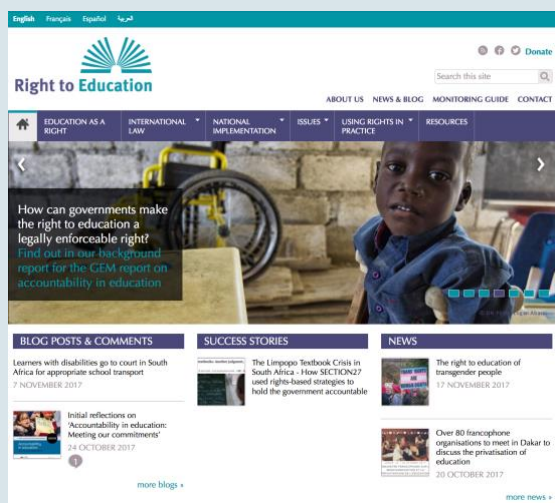 English Français Español العربية
Right to Education
Donate
Search this site
ABOUT US NEWS & BLOG MONITORING GUIDE CONTACT
EDUCATION AS A RIGHT
INTERNATIONAL LAW
NATIONAL IMPLEMENTATION
ISSUES
USING RIGHTS IN PRACTICE
RESOURCES
How can governments make
the right to education a
legally enforceable right?
Find out in our background
report for the GEM report on
accountability in education
BLOG POSTS & COMMENTS
Learners with disabilities go to court in South
Africa for appropriate school transport
7 NOVEMBER 2017
Initial reflections on
'Accountability in education:
Meeting our commitments'
24 OCTOBER 2017
1
more blogs »
SUCCESS STORIES
The Limpopo Textbook Crisis in
South Africa - How SECTION27
used rights-based strategies to
hold the government accountable
NEWS
The right to education of
transgender people
17 NOVEMBER 2017
Over 80 francophone
organisations to meet in Dakar to
discuss the privatisation of
education
20 OCTOBER 2017
more news »